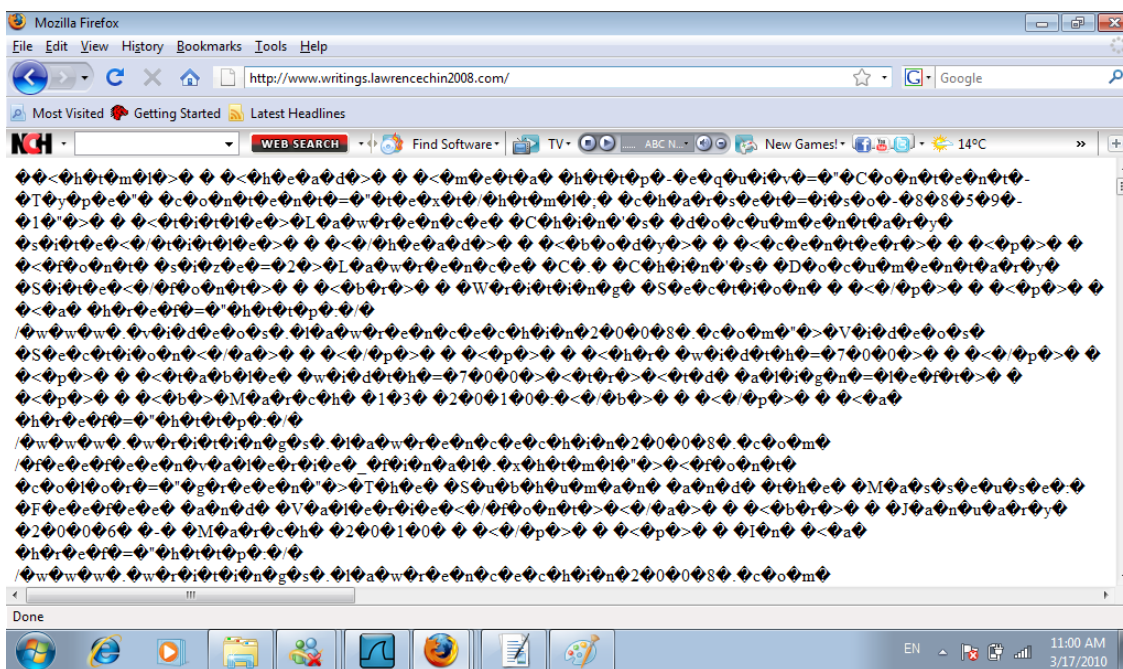 Mozilla Firefox
File Edit View History Bookmarks Tools Help
http://www.writings.lawrencechin2008.com/
G Google
Most Visited Getting Started Latest Headlines
NCH WEB SEARCH Find Software TV ABC N... New Games! 14°C »
��<�h�t�m�l�>� � �<�h�e�a�d�>� � �<�m�e�t�a� �h�t�t�p�-�e�q�u�i�v�=�"�C�o�n�t�e�n�t�-
�T�y�p�e�"� �c�o�n�t�e�n�t�=�"�t�e�x�t�/�h�t�m�l�;� �c�h�a�r�s�e�t�=�i�s�o�-�8�8�5�9�-
�1�"�>� � �<�t�i�t�l�e�>�L�a�w�r�e�n�c�e� �C�h�i�n�'�s� �d�o�c�u�m�e�n�t�a�r�y�
�s�i�t�e�<�/�t�i�t�l�e�>� � �<�/�h�e�a�d�>� � �<�b�o�d�y�>� � �<�c�e�n�t�e�r�>� � �<�p�>� �
�<�f�o�n�t� �s�i�z�e�=�2�>�L�a�w�r�e�n�c�e� �C�.� �C�h�i�n�'�s� �D�o�c�u�m�e�n�t�a�r�y�
�S�i�t�e�<�/�f�o�n�t�>� � �<�b�r�>� � �W�r�i�t�i�n�g� �S�e�c�t�i�o�n� � �<�/�p�>� � �<�p�>� �
�<�a� �h�r�e�f�=�"�h�t�t�p�:�/�
/�w�w�w�.�v�i�d�e�o�s�.�l�a�w�r�e�n�c�e�c�h�i�n�2�0�0�8�.�c�o�m�"�>�V�i�d�e�o�s�
�S�e�c�t�i�o�n�<�/�a�>� � �<�/�p�>� � �<�p�>� � �<�h�r� �w�i�d�t�h�=�7�0�0�>� � �<�/�p�>� �
�<�p�>� � �<�t�a�b�l�e� �w�i�d�t�h�=�7�0�0�>�<�t�r�>�<�t�d� �a�l�i�g�n�=�l�e�f�t�>� �
�<�p�>� � �<�b�>�M�a�r�c�h� �1�3� �2�0�1�0�:�<�/�b�>� � �<�/�p�>� � �<�a�
�h�r�e�f�=�"�h�t�t�p�:�/�
/�w�w�w�.�w�r�i�t�i�n�g�s�.�l�a�w�r�e�n�c�e�c�h�i�n�2�0�0�8�.�c�o�m�
/�f�e�e�f�e�e�n�v�a�l�e�r�i�e�_�f�i�n�a�l�.�x�h�t�m�l�"�>�<�f�o�n�t�
�c�o�l�o�r�=�"�g�r�e�e�n�"�>�T�h�e� �S�u�b�h�u�m�a�n� �a�n�d� �t�h�e� �M�a�s�s�e�u�s�e�:�
�F�e�e�f�e�e� �a�n�d� �V�a�l�e�r�i�e�<�/�f�o�n�t�>�<�/�a�>� � �<�b�r�>� � �J�a�n�u�a�r�y�
�2�0�0�6� �-� �M�a�r�c�h� �2�0�1�0� � �<�/�p�>� � �<�p�>� � �I�n� �<�a�
�h�r�e�f�=�"�h�t�t�p�:�/�
/�w�w�w�.�w�r�i�t�i�n�g�s�.�l�a�w�r�e�n�c�e�c�h�i�n�2�0�0�8�.�c�o�m�
Done
EN 11:00 AM
3/17/2010